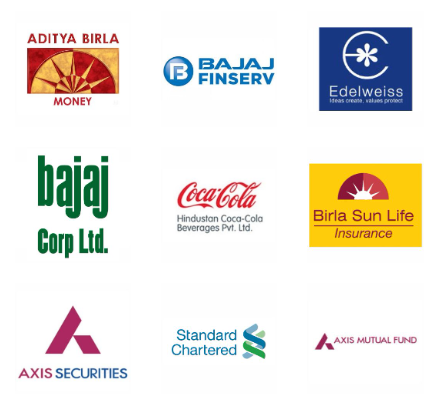 ADITYA BIRLA
MONEY
BAJAJ
FINSERV
Edelweiss
Ideas create, values protect
bajaj
Corp Ltd.
Coca-Cola
Hindustan Coca-Cola
Beverages Pvt. Ltd.
Birla Sun Life
Insurance
AXIS SECURITIES
Standard
Chartered
AXIS MUTUAL FUND